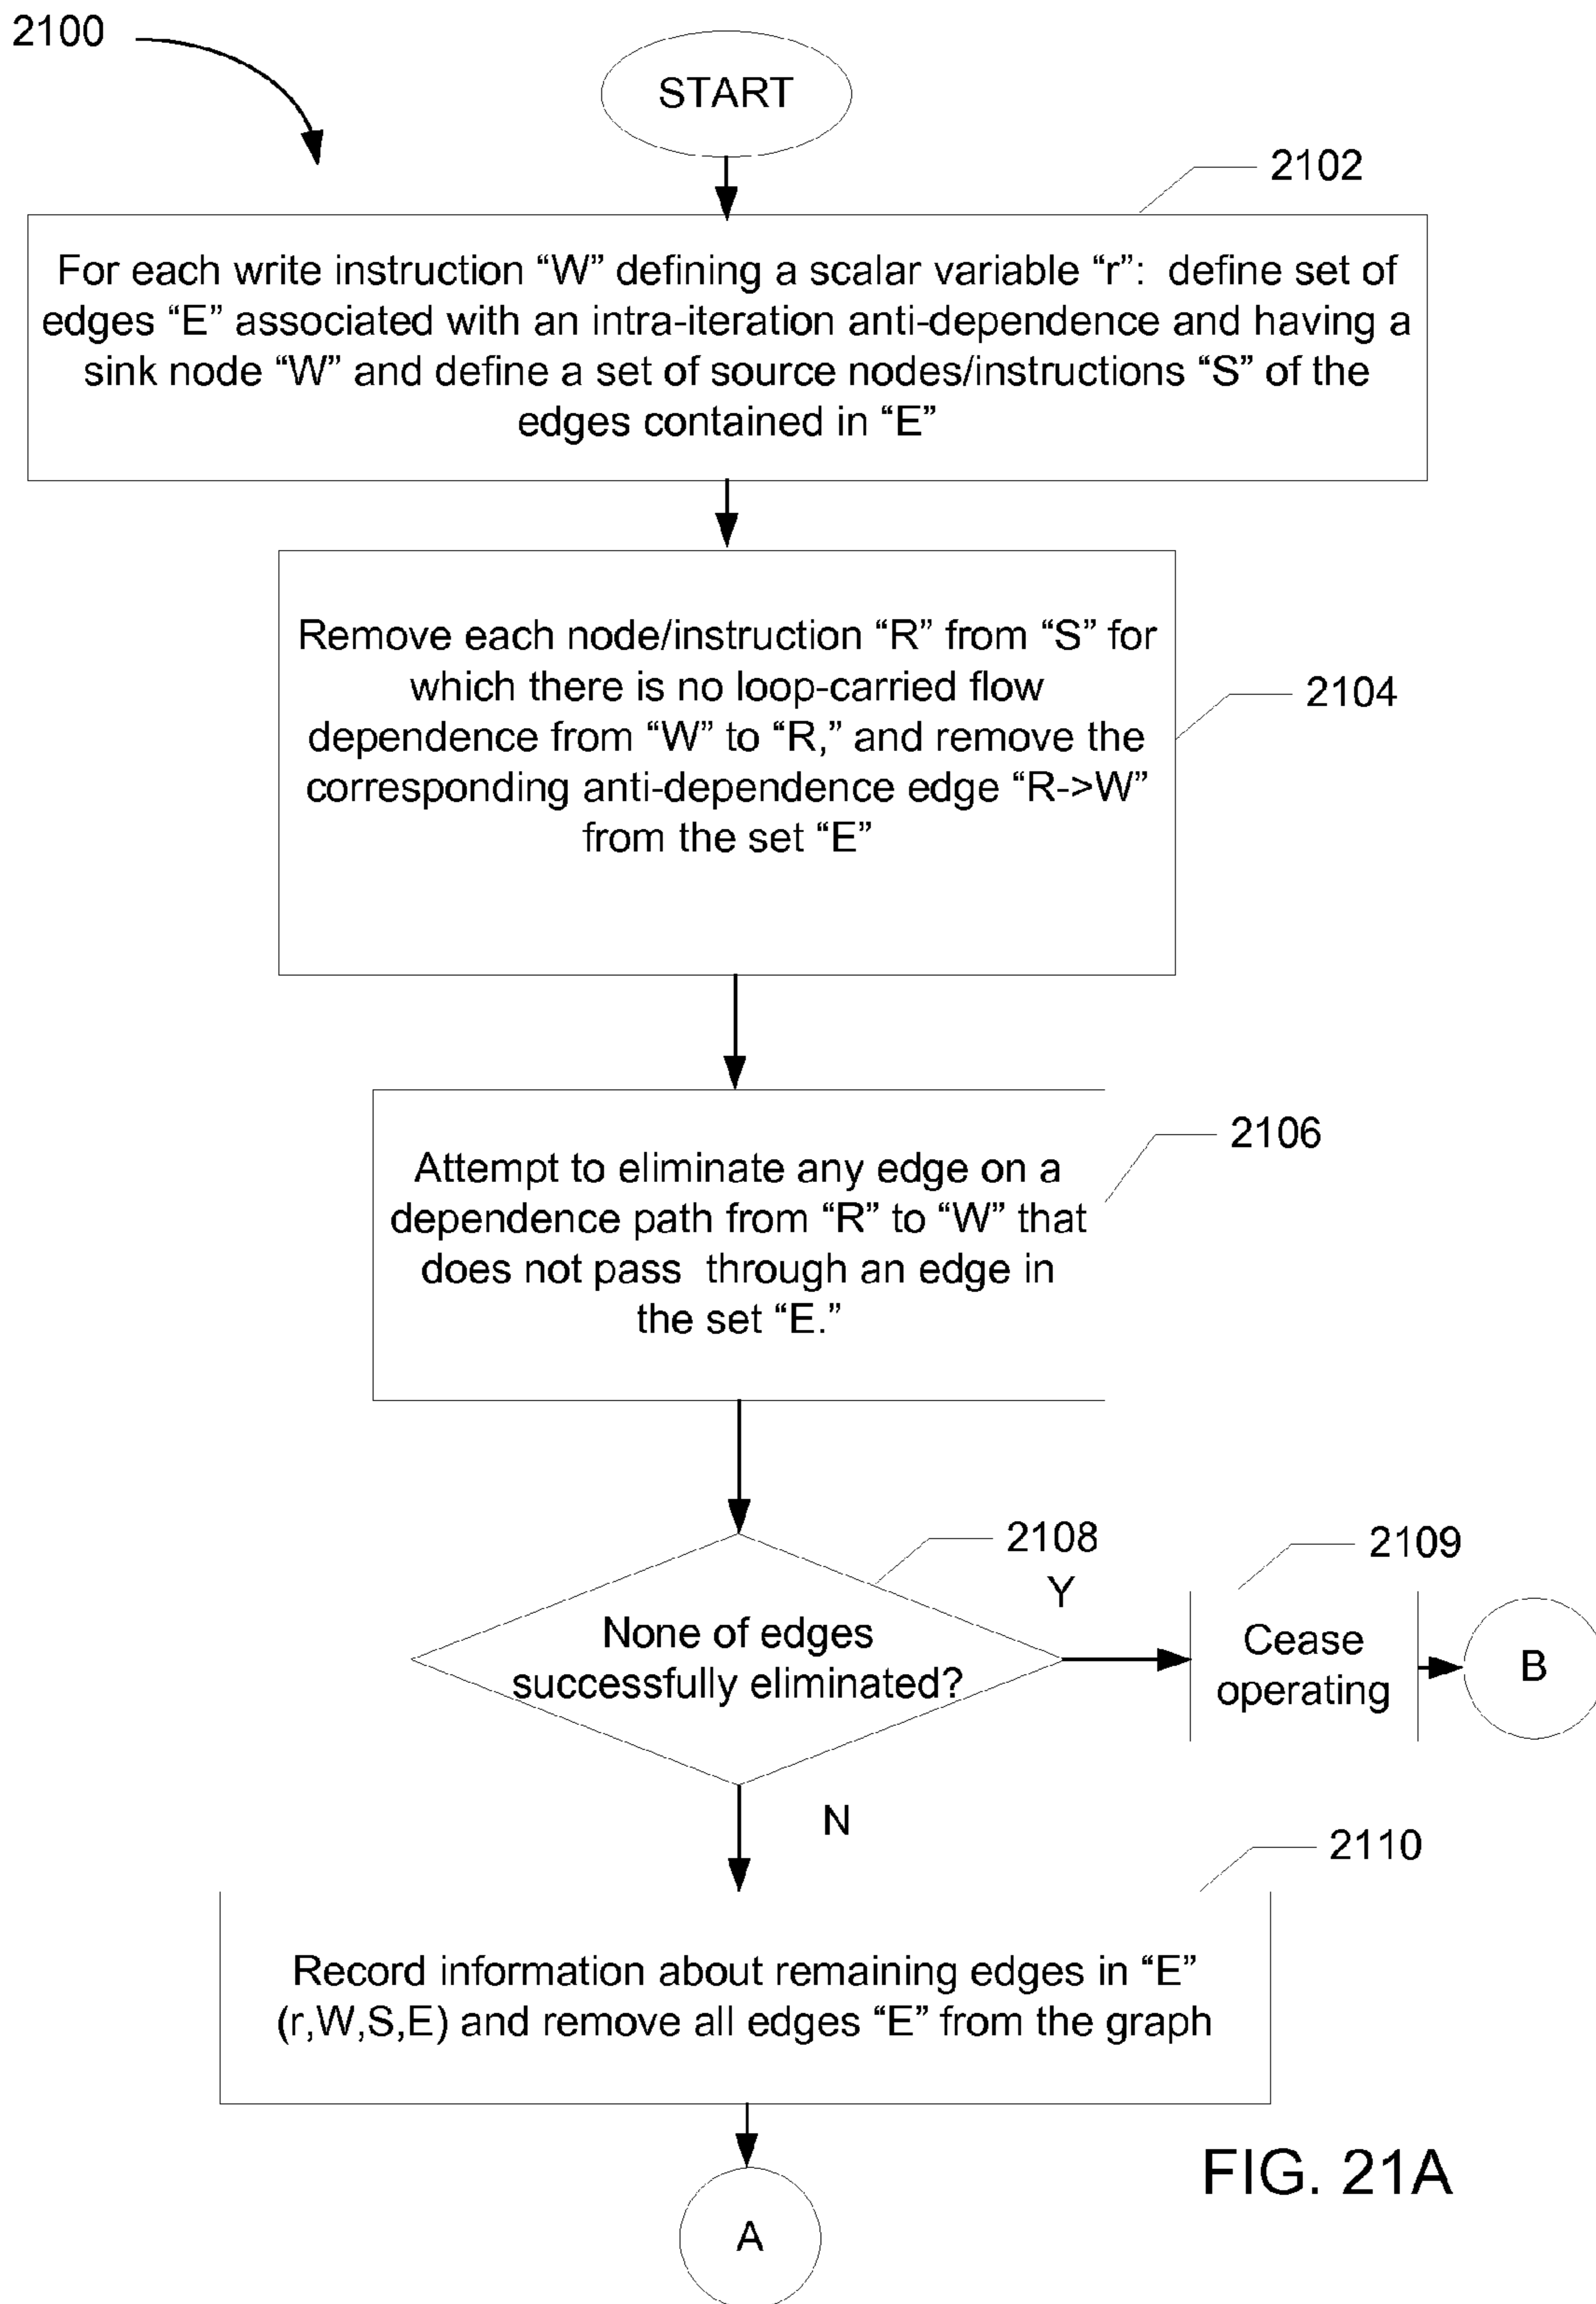 2100
START
2102
For each write instruction “W” defining a scalar variable “r”: define set of
edges “E” associated with an intra-iteration anti-dependence and having a
sink node “W” and define a set of source nodes/instructions “S” of the
edges contained in “E”
Remove each node/instruction “R” from “S” for
which there is no loop-carried flow
dependence from “W” to “R,” and remove the
corresponding anti-dependence edge “R->W”
from the set “E”
2104
Attempt to eliminate any edge on a
dependence path from “R” to “W” that
does not pass through an edge in
the set “E.”
2106
2108
None of edges
successfully eliminated?
Y
2109
Cease
operating
B
N
2110
Record information about remaining edges in “E”
(r,W,S,E) and remove all edges “E” from the graph
A
FIG. 21A